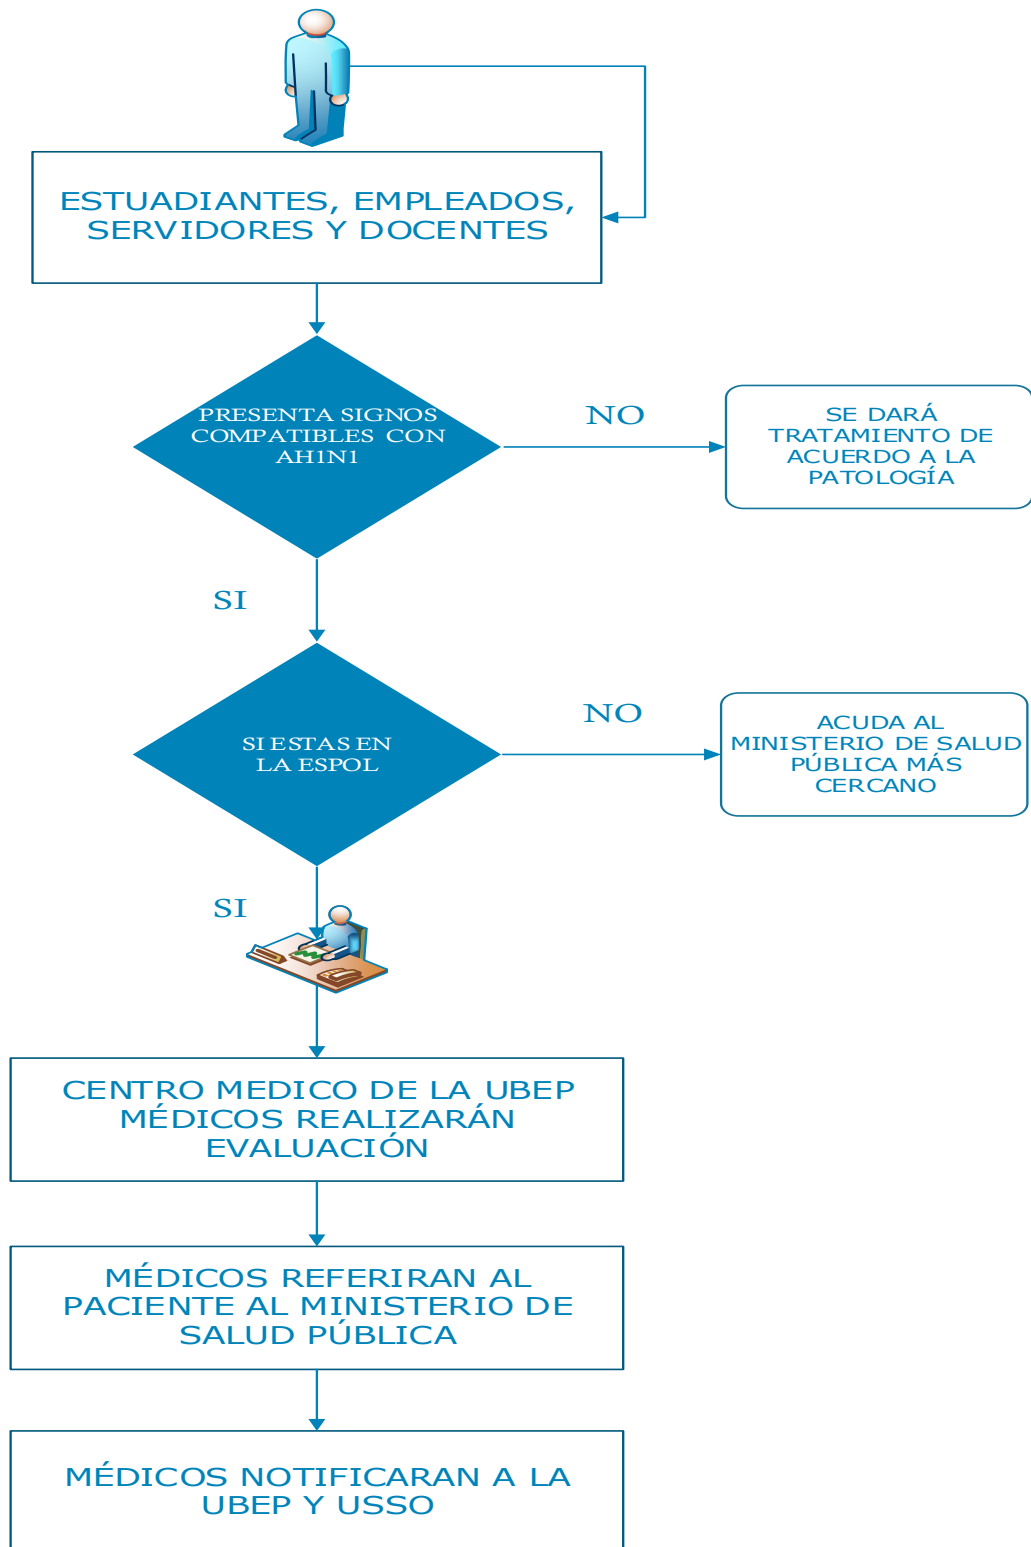 ESTUADIANTES, EMPLEADOS,
SERVIDORES Y DOCENTES
PRESENTA SIGNOS
COMPATIBLES CON
AH1N1
NO
SE DARÁ
TRATAMIENTO DE
ACUERDO A LA
PATOLOGÍA
SI
SI ESTAS EN
LA ESPOL
NO
ACUDA AL
MINISTERIO DE SALUD
PÚBLICA MÁS
CERCANO
SI
CENTRO MEDICO DE LA UBEP
MÉDICOS REALIZARÁN
EVALUACIÓN
MÉDICOS REFERIRAN AL
PACIENTE AL MINISTERIO DE
SALUD PÚBLICA
MÉDICOS NOTIFICARAN A LA
UBEP Y USSO